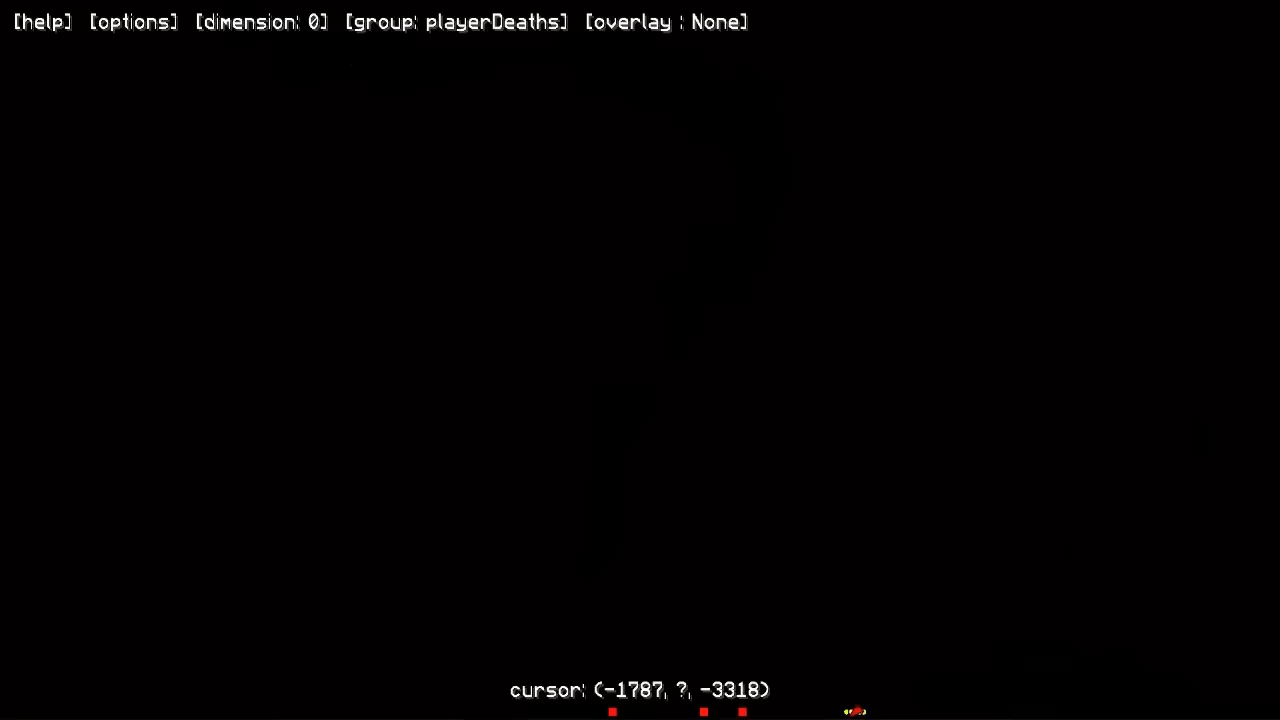 [help] [options] [dimension: 0] [group: playerDeaths] [overlay : None]
cursor: (-1787, ?, -3318)